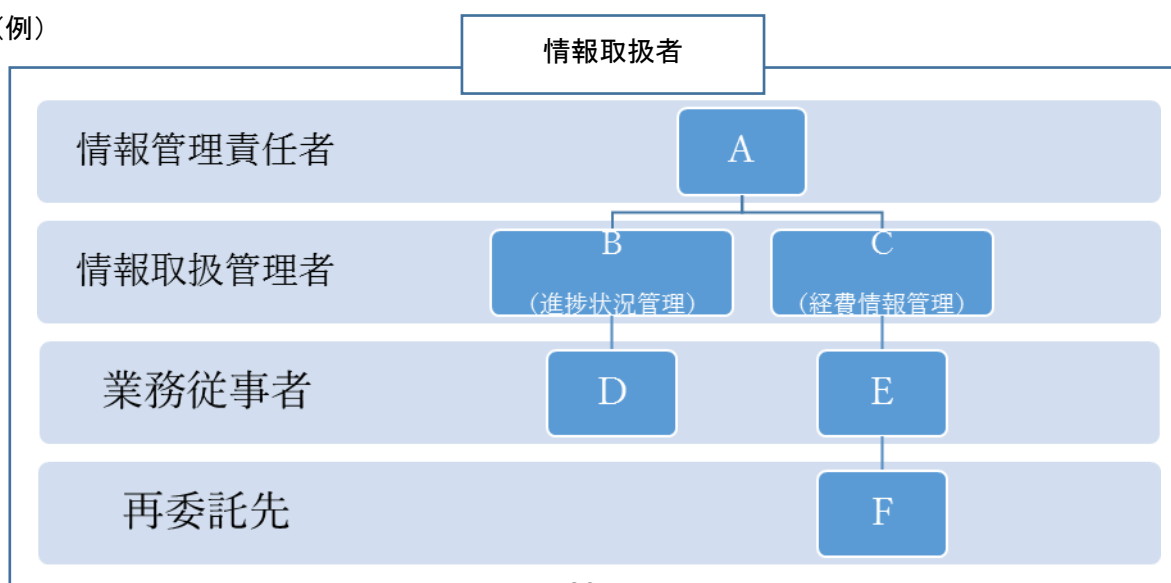 （例）
情報取扱者
情報管理責任者
A
情報取扱管理者
B
（進捗状況管理）
C
（経費情報管理）
業務従事者
D
E
再委託先
F